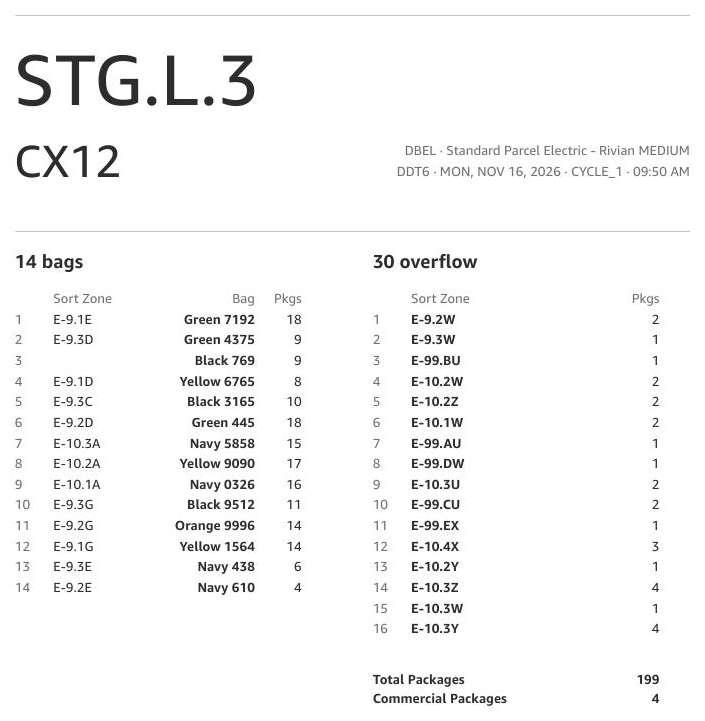 STG.L.3
CX12
DBEL · Standard Parcel Electric - Rivian MEDIUM
DDT6 · MON, NOV 16, 2026 · CYCLE_1 · 09:50 AM
14 bags
Sort Zone Bag Pkgs
1 E-9.1E Green 7192 18
2 E-9.3D Green 4375 9
3 Black 769 9
4 E-9.1D Yellow 6765 8
5 E-9.3C Black 3165 10
6 E-9.2D Green 445 18
7 E-10.3A Navy 5858 15
8 E-10.2A Yellow 9090 17
9 E-10.1A Navy 0326 16
10 E-9.3G Black 9512 11
11 E-9.2G Orange 9996 14
12 E-9.1G Yellow 1564 14
13 E-9.3E Navy 438 6
14 E-9.2E Navy 610 4
30 overflow
Sort Zone Pkgs
1 E-9.2W 2
2 E-9.3W 1
3 E-99.BU 1
4 E-10.2W 2
5 E-10.2Z 2
6 E-10.1W 2
7 E-99.AU 1
8 E-99.DW 1
9 E-10.3U 2
10 E-99.CU 2
11 E-99.EX 1
12 E-10.4X 3
13 E-10.2Y 1
14 E-10.3Z 4
15 E-10.3W 1
16 E-10.3Y 4
Total Packages 199
Commercial Packages 4